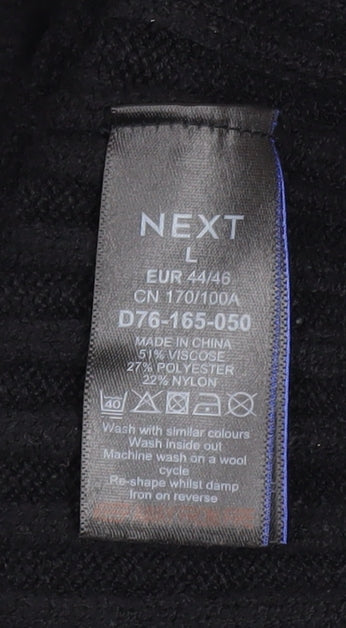 NEXT
L
EUR 44/46
CN 170/100A
D76-165-050
MADE IN CHINA
51% VISCOSE
27% POLYESTER
22% NYLON
40
Wash with similar colours
Wash inside out
Machine wash on a wool
cycle
Re-shape whilst damp
Iron on reverse